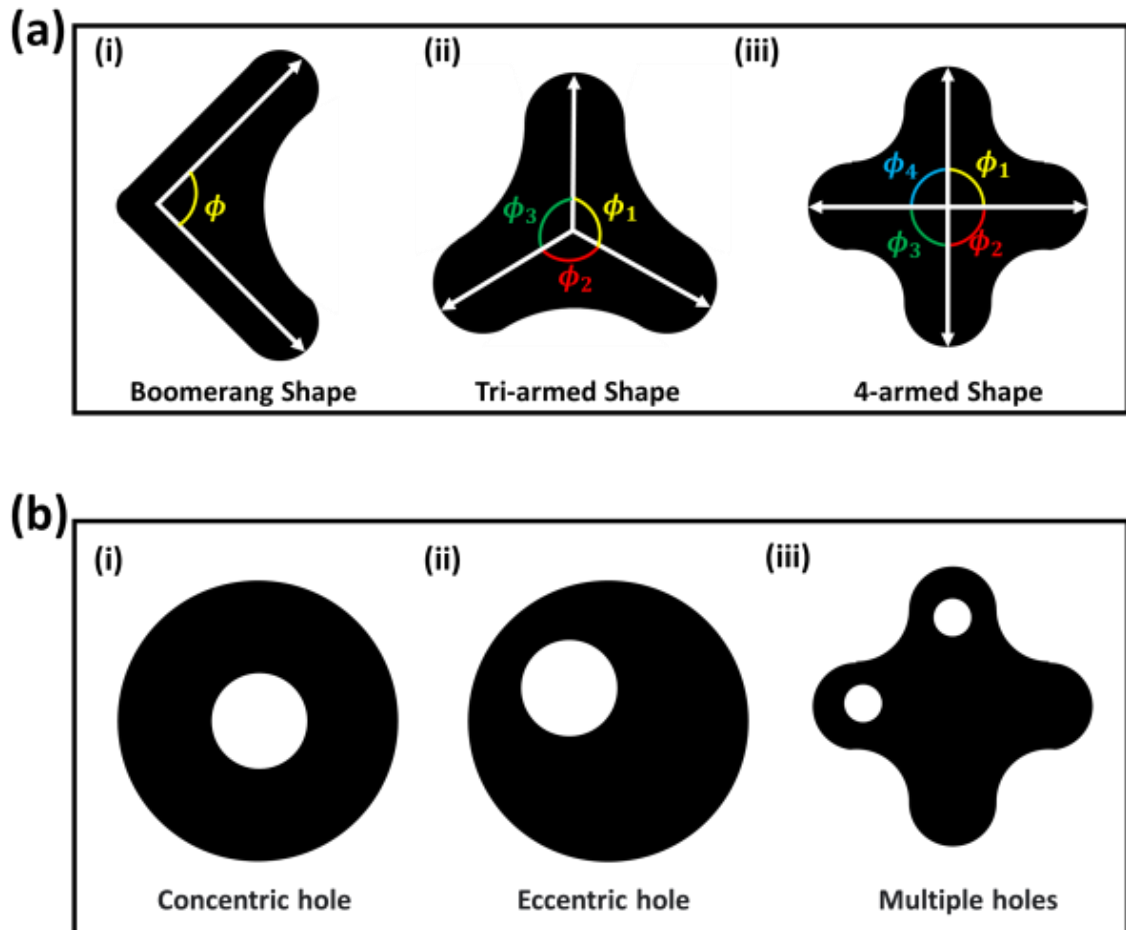 (a)
(i) (ii) (iii)
ϕ
ϕ₃ ϕ₁
ϕ₂
ϕ₄ ϕ₁
ϕ₃ ϕ₂
Boomerang Shape Tri-armed Shape 4-armed Shape
(b)
(i) (ii) (iii)
Concentric hole Eccentric hole Multiple holes